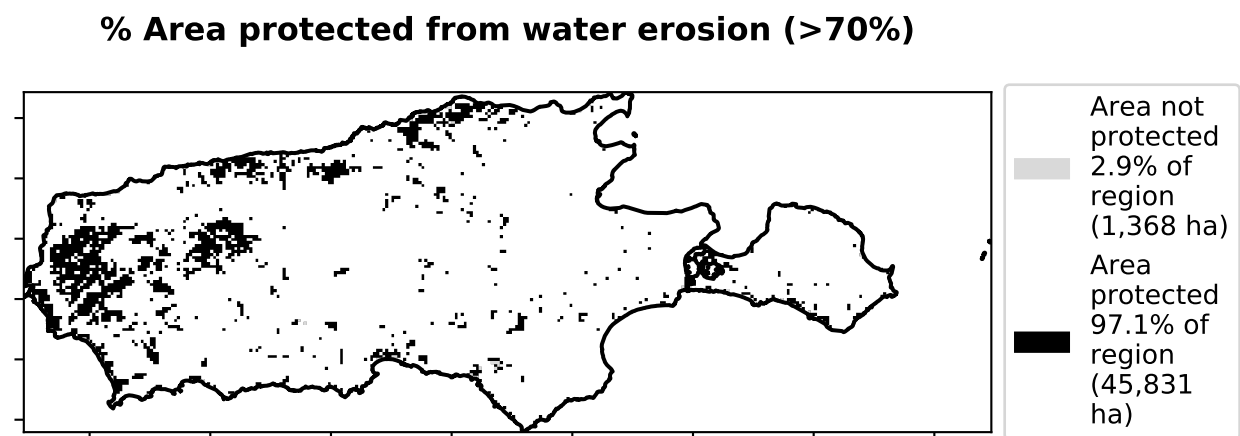 % Area protected from water erosion (>70%)
Area not
protected
2.9% of
region
(1,368 ha)
Area
protected
97.1% of
region
(45,831
ha)